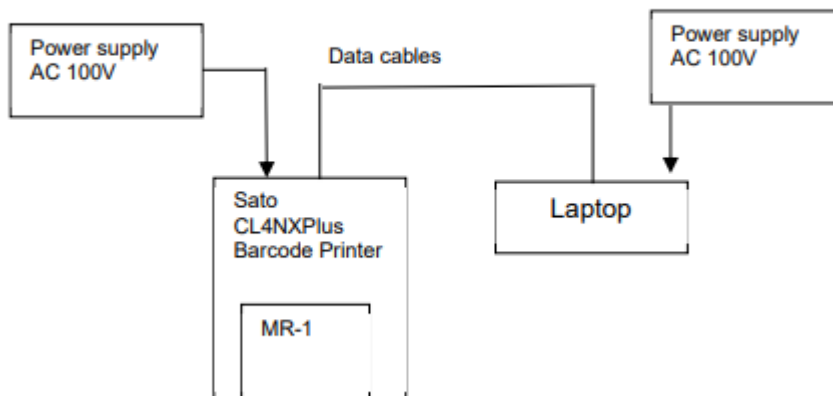 Power supply
AC 100V
Data cables
Power supply
AC 100V
Sato
CL4NXPlus
Barcode Printer
Laptop
MR-1